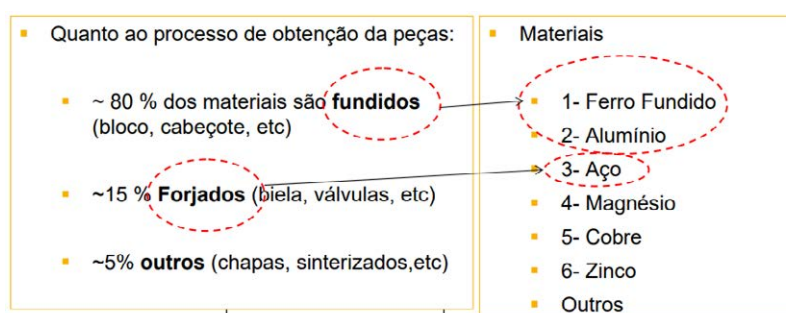 Quanto ao processo de obtenção da peças:
~ 80 % dos materiais são fundidos
(bloco, cabeçote, etc)
~15 % Forjados (biela, válvulas, etc)
~5% outros (chapas, sinterizados,etc)
Materiais
1- Ferro Fundido
2- Alumínio
3- Aço
4- Magnésio
5- Cobre
6- Zinco
Outros